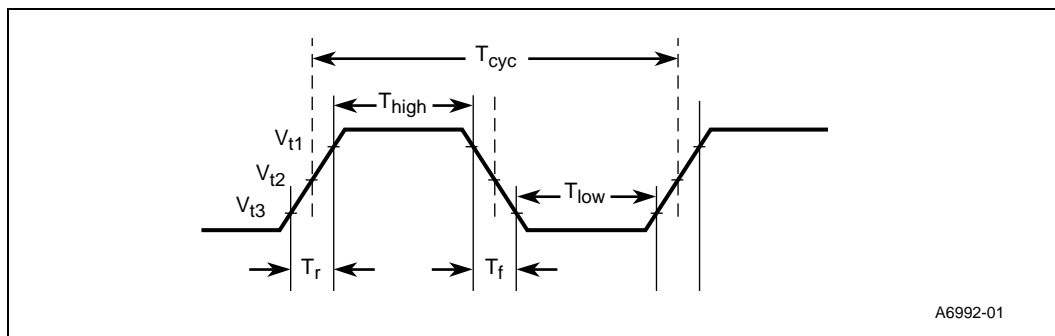 T_cyc
T_high
V_t1
V_t2
T_low
V_t3
T_r
T_f
A6992-01